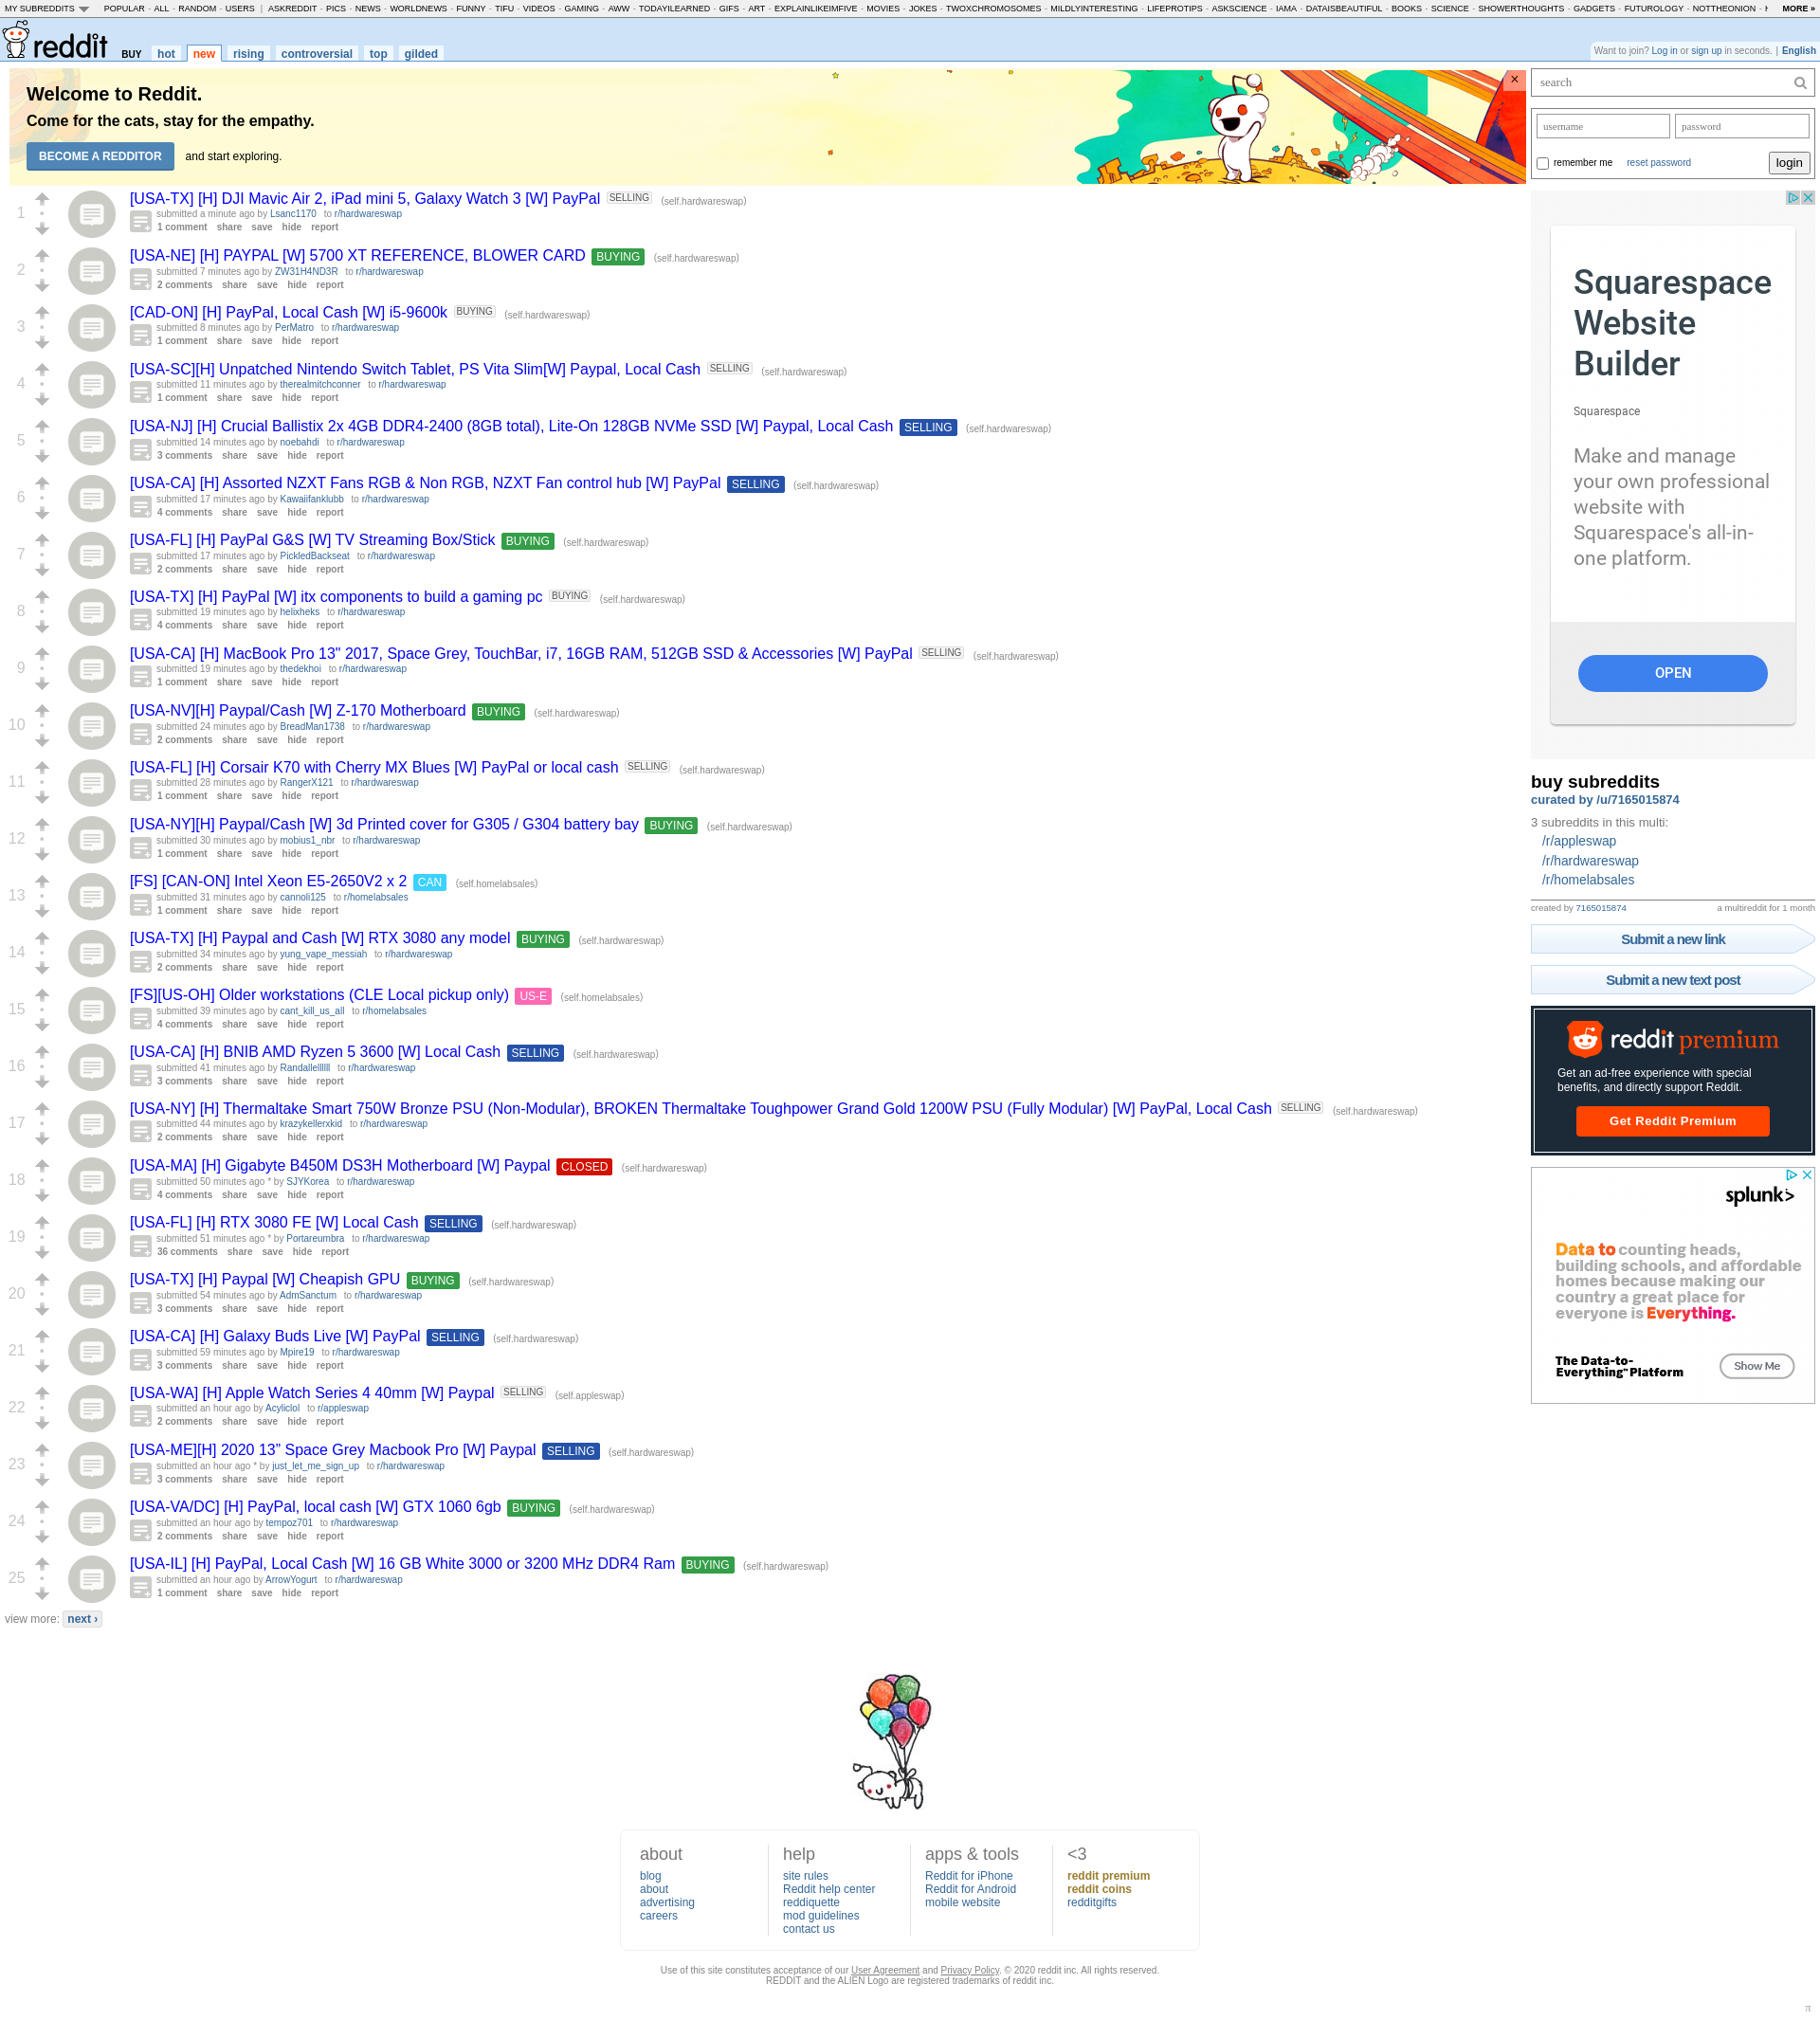 MY SUBREDDITS POPULAR - ALL - RANDOM - USERS | ASKREDDIT - PICS - NEWS - WORLDNEWS - FUNNY - TIFU - VIDEOS - GAMING - AWW - TODAYILEARNED - GIFS - ART - EXPLAINLIKEIMFIVE - MOVIES - JOKES - TWOXCHROMOSOMES - MILDLYINTERESTING - LIFEPROTIPS - ASKSCIENCE - IAMA - DATAISBEAUTIFUL - BOOKS - SCIENCE - SHOWERTHOUGHTS - GADGETS - FUTUROLOGY - NOTTHEONION - MORE »
reddit BUY hot new rising controversial top gilded
Want to join? Log in or sign up in seconds. | English
Welcome to Reddit.
Come for the cats, stay for the empathy.
BECOME A REDDITOR and start exploring.
1
[USA-TX] [H] DJI Mavic Air 2, iPad mini 5, Galaxy Watch 3 [W] PayPal SELLING (self.hardwareswap)
submitted a minute ago by Lsanc1170 to r/hardwareswap
1 comment share save hide report
2
[USA-NE] [H] PAYPAL [W] 5700 XT REFERENCE, BLOWER CARD BUYING (self.hardwareswap)
submitted 7 minutes ago by ZW31H4ND3R to r/hardwareswap
2 comments share save hide report
3
[CAD-ON] [H] PayPal, Local Cash [W] i5-9600k BUYING (self.hardwareswap)
submitted 8 minutes ago by PerMatro to r/hardwareswap
1 comment share save hide report
4
[USA-SC][H] Unpatched Nintendo Switch Tablet, PS Vita Slim[W] Paypal, Local Cash SELLING (self.hardwareswap)
submitted 11 minutes ago by therealmitchconner to r/hardwareswap
1 comment share save hide report
5
[USA-NJ] [H] Crucial Ballistix 2x 4GB DDR4-2400 (8GB total), Lite-On 128GB NVMe SSD [W] Paypal, Local Cash SELLING (self.hardwareswap)
submitted 14 minutes ago by noebahdi to r/hardwareswap
3 comments share save hide report
6
[USA-CA] [H] Assorted NZXT Fans RGB & Non RGB, NZXT Fan control hub [W] PayPal SELLING (self.hardwareswap)
submitted 17 minutes ago by Kawaiifanklubb to r/hardwareswap
4 comments share save hide report
7
[USA-FL] [H] PayPal G&S [W] TV Streaming Box/Stick BUYING (self.hardwareswap)
submitted 17 minutes ago by PickledBackseat to r/hardwareswap
2 comments share save hide report
8
[USA-TX] [H] PayPal [W] itx components to build a gaming pc BUYING (self.hardwareswap)
submitted 19 minutes ago by helixheks to r/hardwareswap
4 comments share save hide report
9
[USA-CA] [H] MacBook Pro 13" 2017, Space Grey, TouchBar, i7, 16GB RAM, 512GB SSD & Accessories [W] PayPal SELLING (self.hardwareswap)
submitted 19 minutes ago by thedekhoi to r/hardwareswap
1 comment share save hide report
10
[USA-NV][H] Paypal/Cash [W] Z-170 Motherboard BUYING (self.hardwareswap)
submitted 24 minutes ago by BreadMan1738 to r/hardwareswap
2 comments share save hide report
11
[USA-FL] [H] Corsair K70 with Cherry MX Blues [W] PayPal or local cash SELLING (self.hardwareswap)
submitted 28 minutes ago by RangerX121 to r/hardwareswap
1 comment share save hide report
12
[USA-NY][H] Paypal/Cash [W] 3d Printed cover for G305 / G304 battery bay BUYING (self.hardwareswap)
submitted 30 minutes ago by mobius1_nbr to r/hardwareswap
1 comment share save hide report
13
[FS] [CAN-ON] Intel Xeon E5-2650V2 x 2 CAN (self.homelabsales)
submitted 31 minutes ago by cannoli125 to r/homelabsales
1 comment share save hide report
14
[USA-TX] [H] Paypal and Cash [W] RTX 3080 any model BUYING (self.hardwareswap)
submitted 34 minutes ago by yung_vape_messiah to r/hardwareswap
2 comments share save hide report
15
[FS][US-OH] Older workstations (CLE Local pickup only) US-E (self.homelabsales)
submitted 39 minutes ago by cant_kill_us_all to r/homelabsales
4 comments share save hide report
16
[USA-CA] [H] BNIB AMD Ryzen 5 3600 [W] Local Cash SELLING (self.hardwareswap)
submitted 41 minutes ago by to r/hardwareswap
3 comments share save hide report
17
[USA-NY] [H] Thermaltake Smart 750W Bronze PSU (Non-Modular), BROKEN Thermaltake Toughpower Grand Gold 1200W PSU (Fully Modular) [W] PayPal, Local Cash SELLING (self.hardwareswap)
submitted 44 minutes ago by krazykellerxkid to r/hardwareswap
2 comments share save hide report
18
[USA-MA] [H] Gigabyte B450M DS3H Motherboard [W] Paypal CLOSED (self.hardwareswap)
submitted 50 minutes ago * by SJYKorea to r/hardwareswap
4 comments share save hide report
19
[USA-FL] [H] RTX 3080 FE [W] Local Cash SELLING (self.hardwareswap)
submitted 51 minutes ago * by Portareumbra to r/hardwareswap
36 comments share save hide report
20
[USA-TX] [H] Paypal [W] Cheapish GPU BUYING (self.hardwareswap)
submitted 54 minutes ago by AdmSanctum to r/hardwareswap
3 comments share save hide report
21
[USA-CA] [H] Galaxy Buds Live [W] PayPal SELLING (self.hardwareswap)
submitted 59 minutes ago by Mpire19 to r/hardwareswap
3 comments share save hide report
22
[USA-WA] [H] Apple Watch Series 4 40mm [W] Paypal SELLING (self.appleswap)
submitted an hour ago by Acyliclol to r/appleswap
2 comments share save hide report
23
[USA-ME][H] 2020 13” Space Grey Macbook Pro [W] Paypal SELLING (self.hardwareswap)
submitted an hour ago * by just_let_me_sign_up to r/hardwareswap
3 comments share save hide report
24
[USA-VA/DC] [H] PayPal, local cash [W] GTX 1060 6gb BUYING (self.hardwareswap)
submitted an hour ago by tempoz701 to r/hardwareswap
2 comments share save hide report
25
[USA-IL] [H] PayPal, Local Cash [W] 16 GB White 3000 or 3200 MHz DDR4 Ram BUYING (self.hardwareswap)
submitted an hour ago by ArrowYogurt to r/hardwareswap
1 comment share save hide report
view more: next ›
search
username password
remember me reset password login
Squarespace
Website
Builder
Squarespace
Make and manage
your own professional
website with
Squarespace's all-in-
one platform.
OPEN
buy subreddits
curated by /u/7165015874
3 subreddits in this multi:
/r/appleswap
/r/hardwareswap
/r/homelabsales
created by 7165015874 a multireddit for 1 month
Submit a new link
Submit a new text post
reddit premium
Get an ad-free experience with special
benefits, and directly support Reddit.
Get Reddit Premium
splunk>
Data to counting heads,
building schools, and affordable
homes because making our
country a great place for
everyone is Everything.
The Data-to-
Everything™ Platform
Show Me
about
blog
about
advertising
careers
help
site rules
Reddit help center
reddiquette
mod guidelines
contact us
apps & tools
Reddit for iPhone
Reddit for Android
mobile website
<3
reddit premium
reddit coins
redditgifts
Use of this site constitutes acceptance of our User Agreement and Privacy Policy. © 2020 reddit inc. All rights reserved.
REDDIT and the ALIEN Logo are registered trademarks of reddit inc.
π